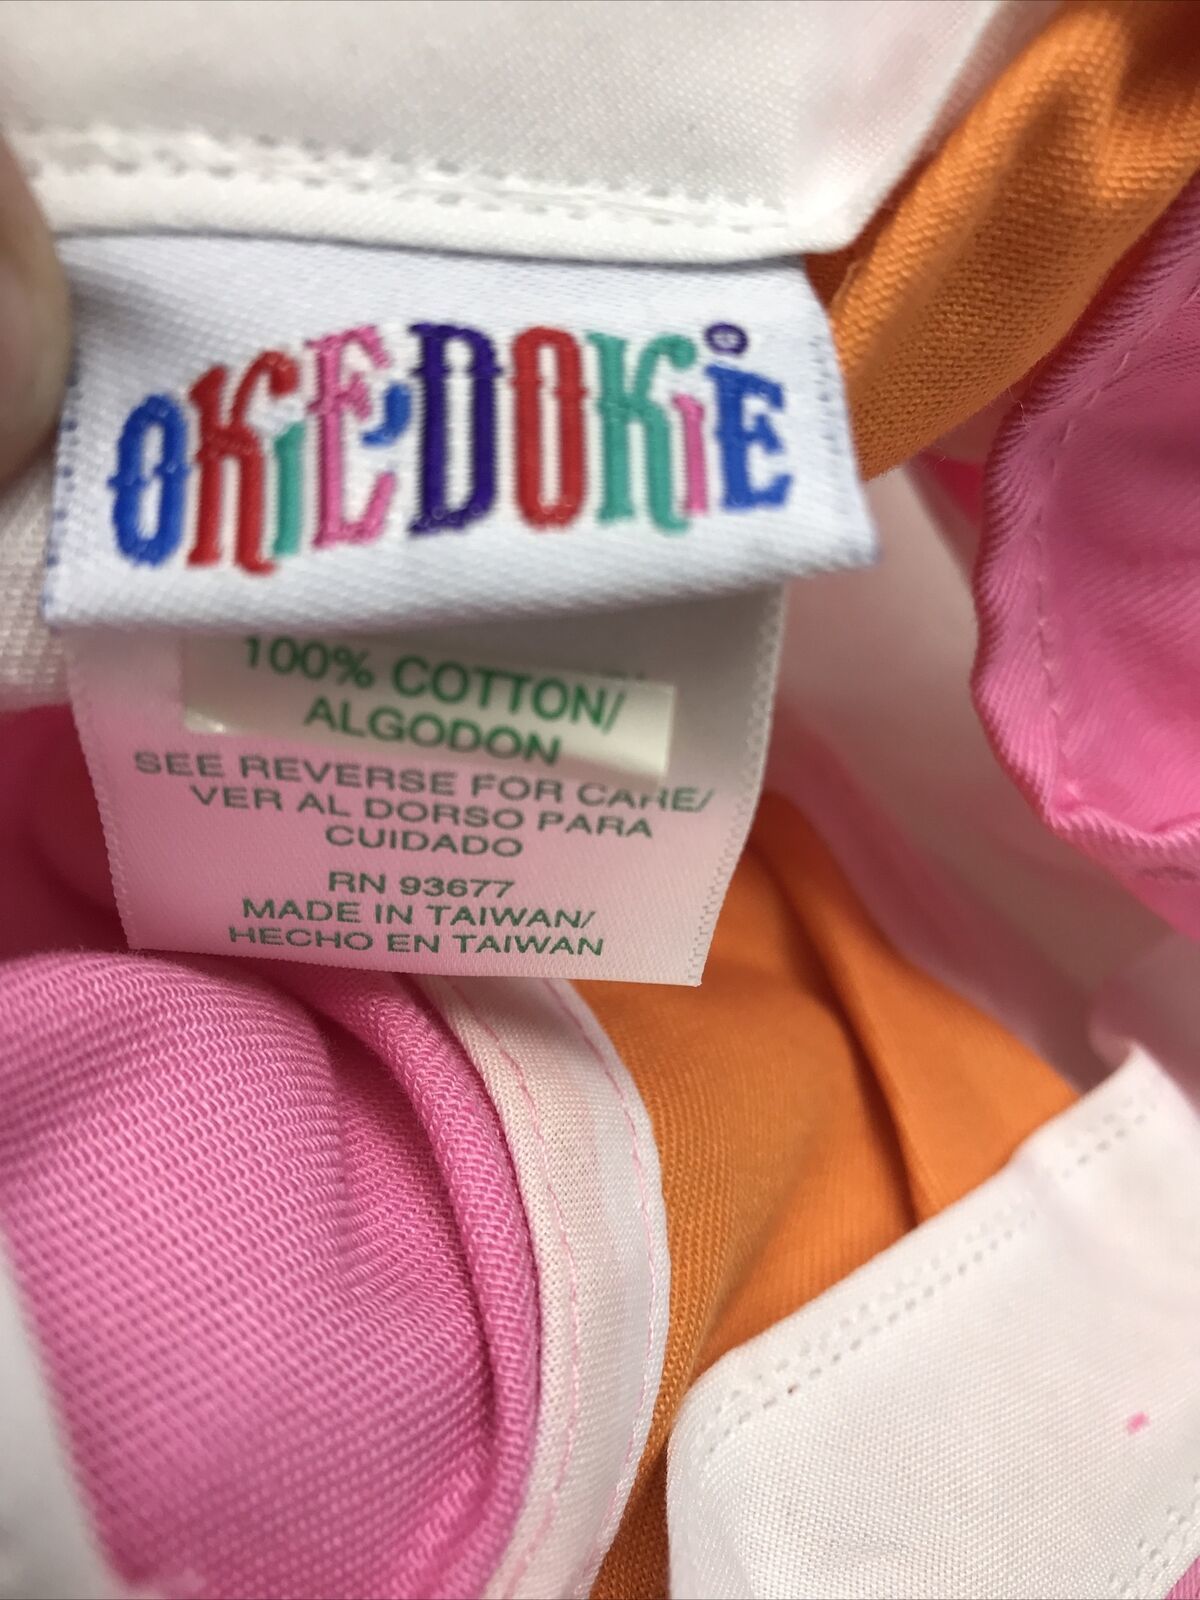 OKiE·DOKiE
100% COTTON/
ALGODON
SEE REVERSE FOR CARE/
VER AL DORSO PARA
CUIDADO
RN 93677
MADE IN TAIWAN/
HECHO EN TAIWAN